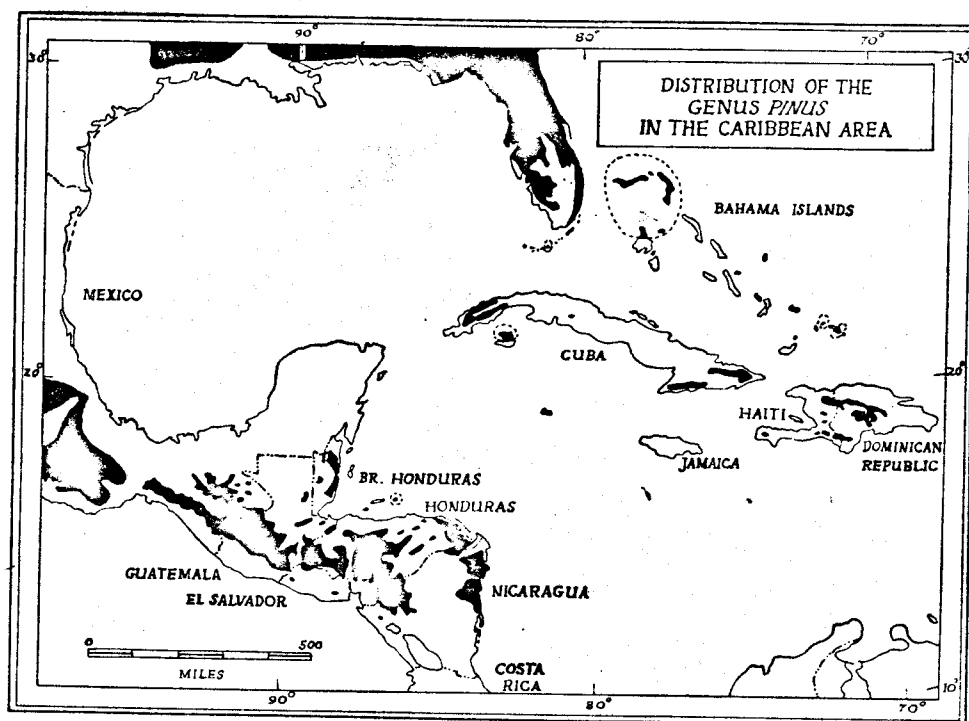 90°
80°
70°
30°
30°
DISTRIBUTION OF THE
GENUS PINUS
IN THE CARIBBEAN AREA
BAHAMA ISLANDS
MEXICO
CUBA
20°
20°
HAITI
DOMINICAN
REPUBLIC
JAMAICA
BR. HONDURAS
HONDURAS
GUATEMALA
EL SALVADOR
NICARAGUA
0
500
MILES
COSTA
RICA
10°
90°
80°
70°